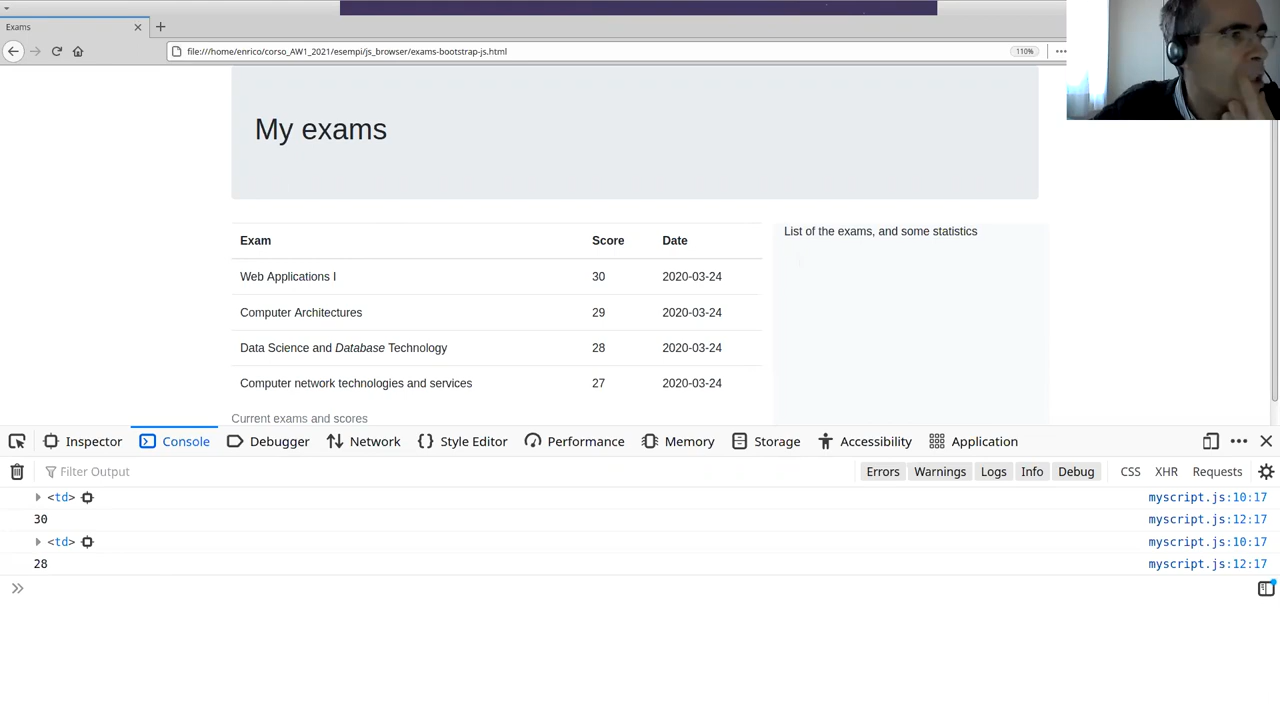 Exams
file:///home/enrico/corso_AW1_2021/esempi/js_browser/exams-bootstrap-js.html
110%
My exams
Exam Score Date
Web Applications I 30 2020-03-24
Computer Architectures 29 2020-03-24
Data Science and Database Technology 28 2020-03-24
Computer network technologies and services 27 2020-03-24
Current exams and scores
List of the exams, and some statistics
Inspector Console Debugger Network Style Editor Performance Memory Storage Accessibility Application
Filter Output Errors Warnings Logs Info Debug CSS XHR Requests
<td> myscript.js:10:17
30 myscript.js:12:17
<td> myscript.js:10:17
28 myscript.js:12:17